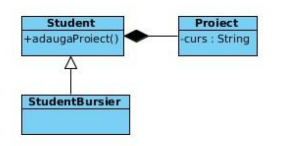 Student
+adaugaProiect()
Proiect
-curs : String
StudentBursier